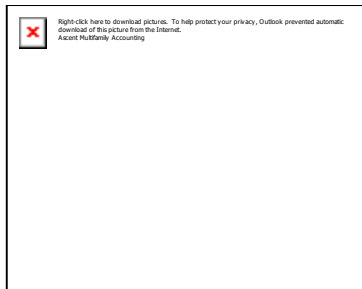 Right-click here to download pictures.  To help protect your privacy, Outlook prevented automatic
download of this picture from the Internet.
Ascent Multifamily Accounting